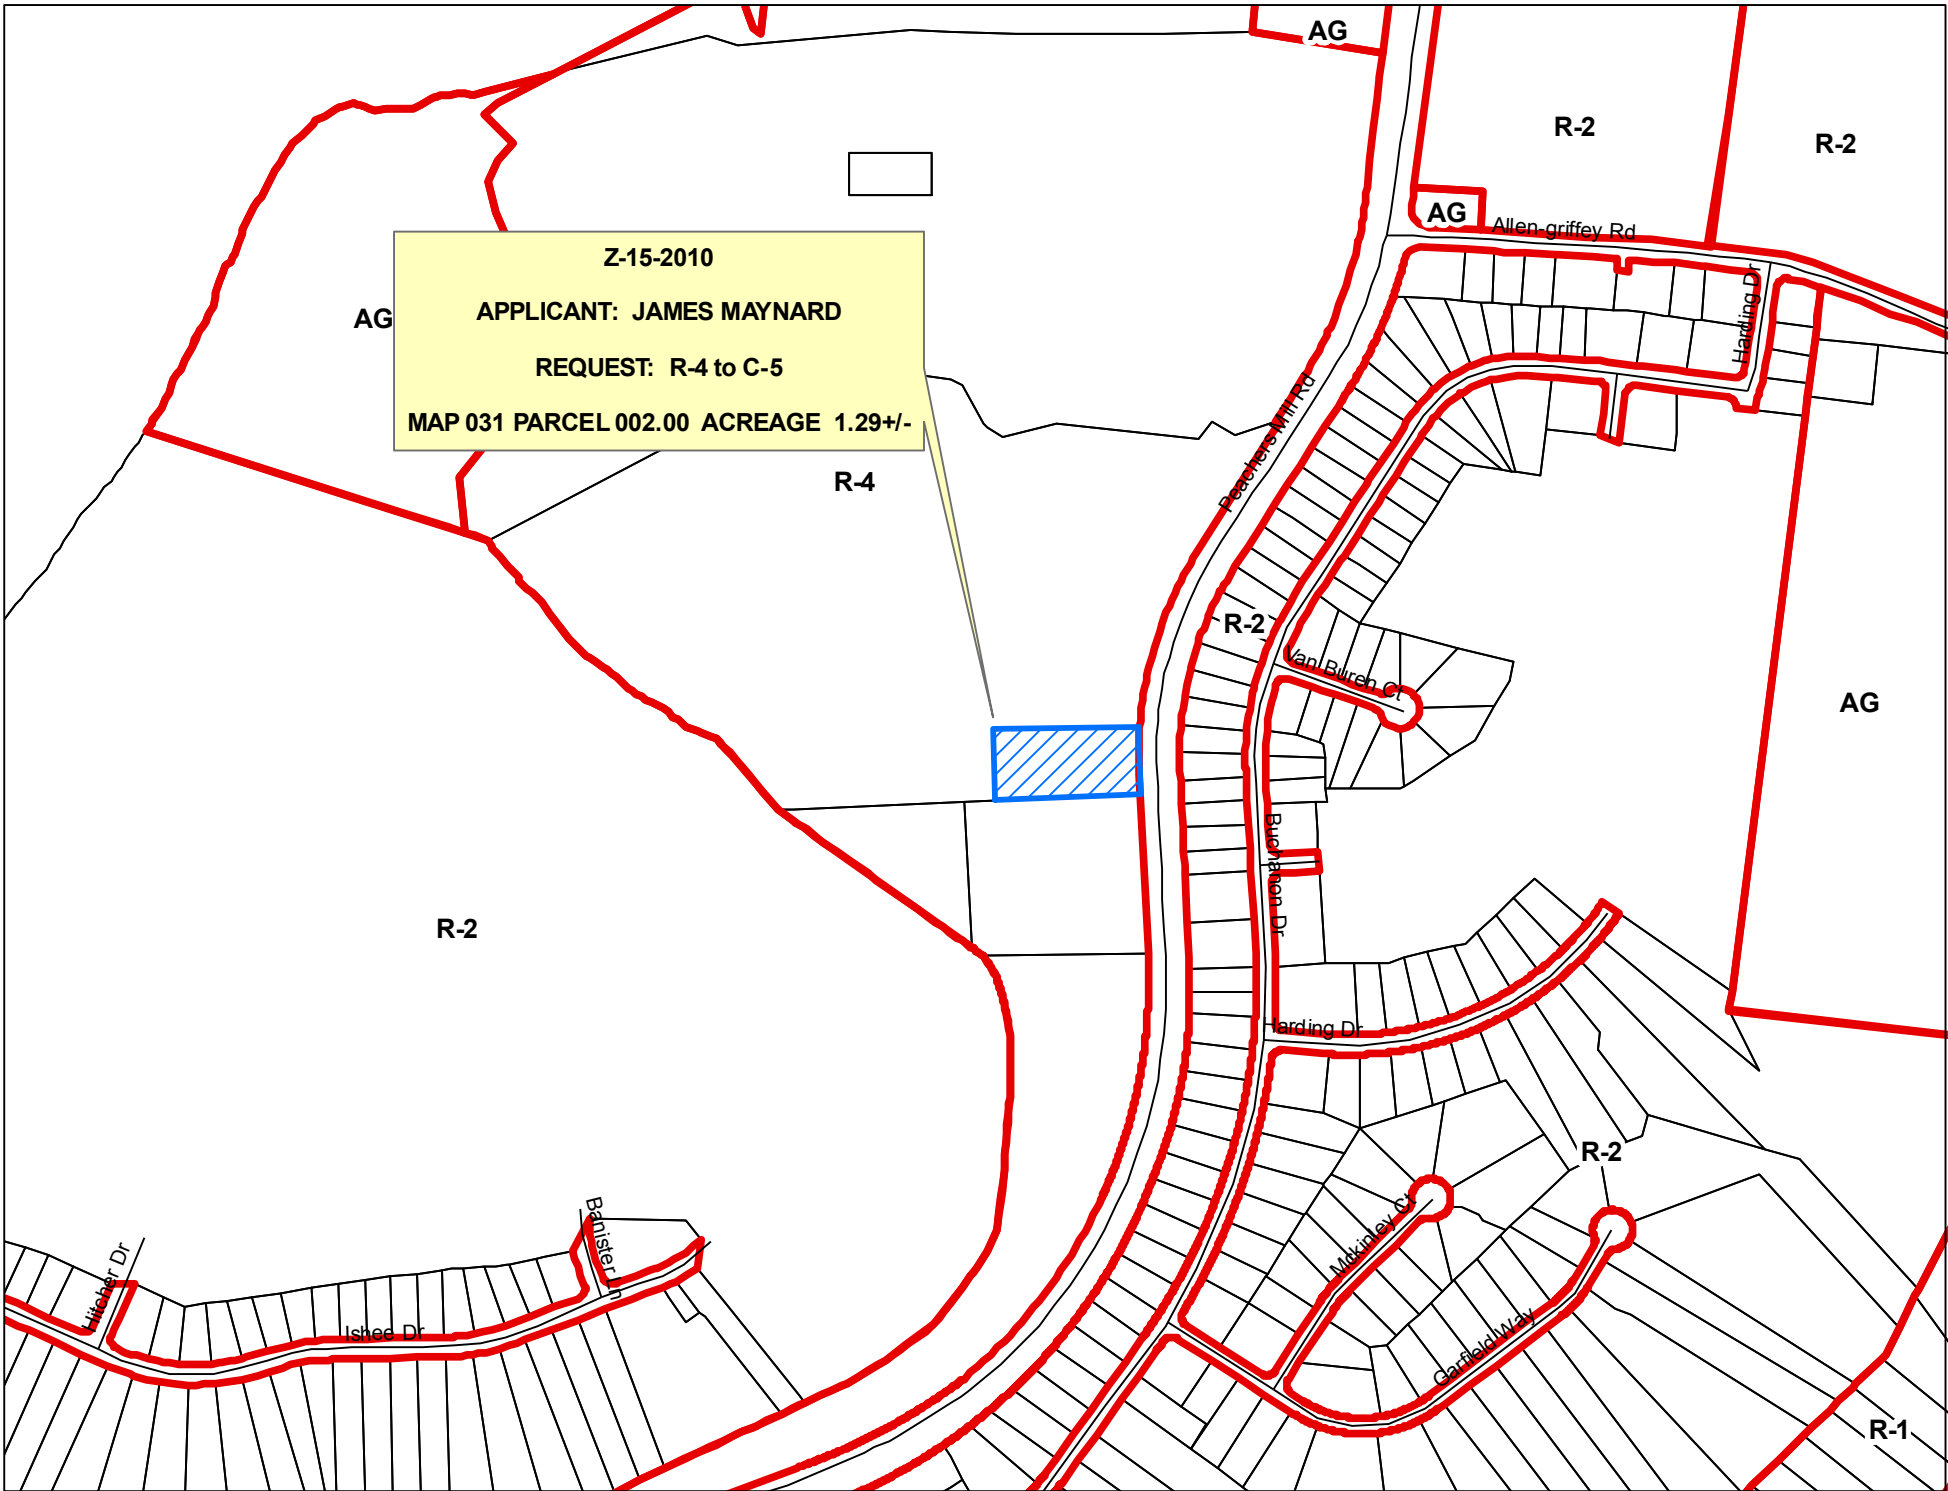 AG
R-2
R-2
AG
Allen-griffey Rd
Harding Dr
Z-15-2010
APPLICANT: JAMES MAYNARD
REQUEST: R-4 to C-5
MAP 031 PARCEL 002.00 ACREAGE 1.29+/-
AG
R-4
Peachers Mill Rd
R-2
Van Buren Ct
AG
Buchanon Dr
R-2
Harding Dr
R-2
Mckinley Ct
Garfield Way
Banister Ln
Hitcher Dr
Ishee Dr
R-1